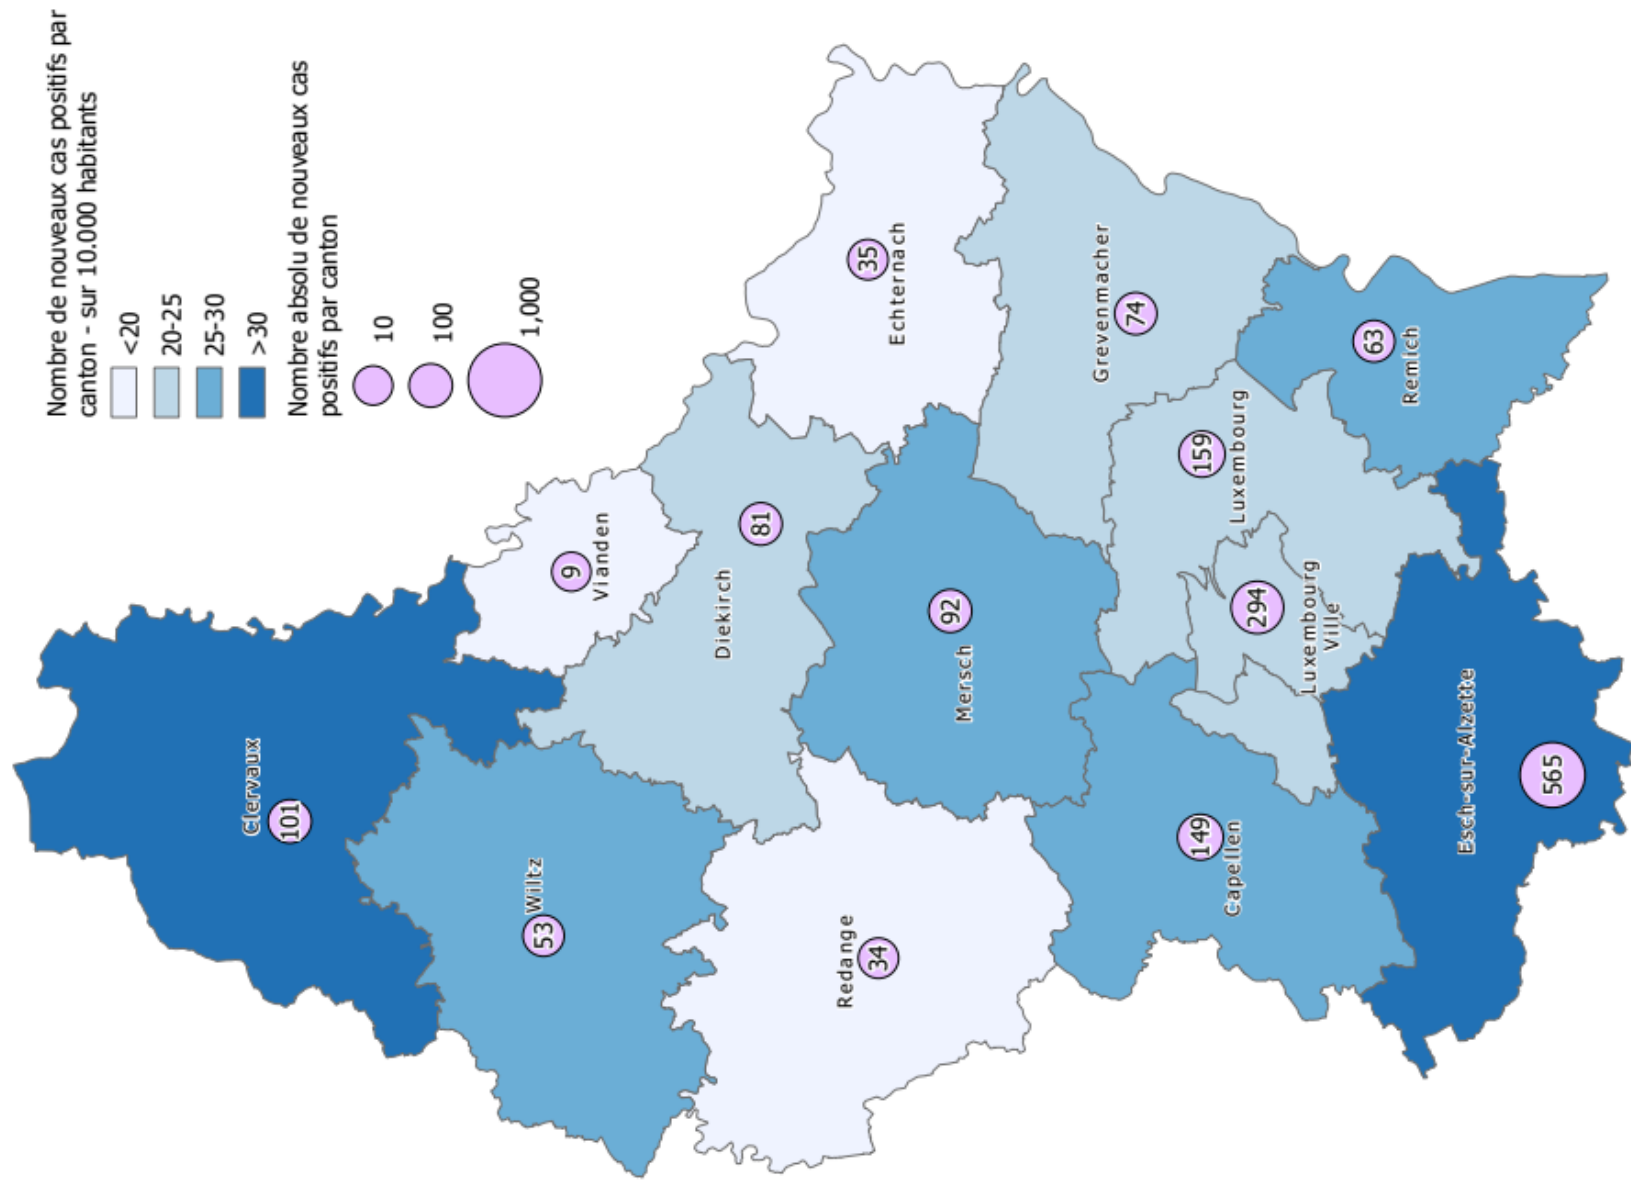 Nombre de nouveaux cas positifs par
canton - sur 10.000 habitants
<20
20-25
25-30
>30
Nombre absolu de nouveaux cas
positifs par canton
10
100
1,000
Clervaux
101
Wiltz
53
9
Vianden
Diekirch
81
Redange
34
Mersch
92
35
Echternach
Grevenmacher
74
149
Capellen
159
Luxembourg
294
Luxembourg
Ville
63
Remich
Esch-sur-Alzette
565